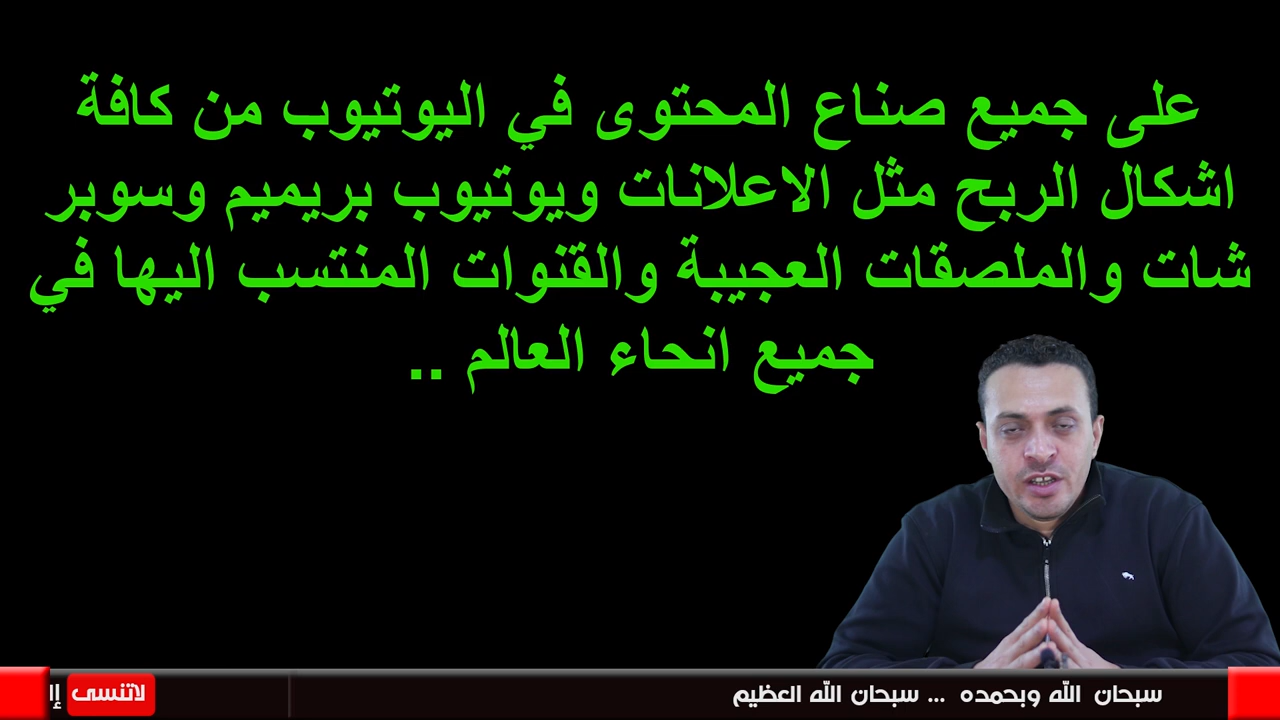 على جميع صناع المحتوى في اليوتيوب من كافة
اشكال الربح مثل الاعلانات ويوتيوب بريميم وسوبر
شات والملصقات العجيبة والقنوات المنتسب اليها في
جميع انحاء العالم ..
سبحان الله وبحمده ... سبحان الله العظيم
لاتنسى